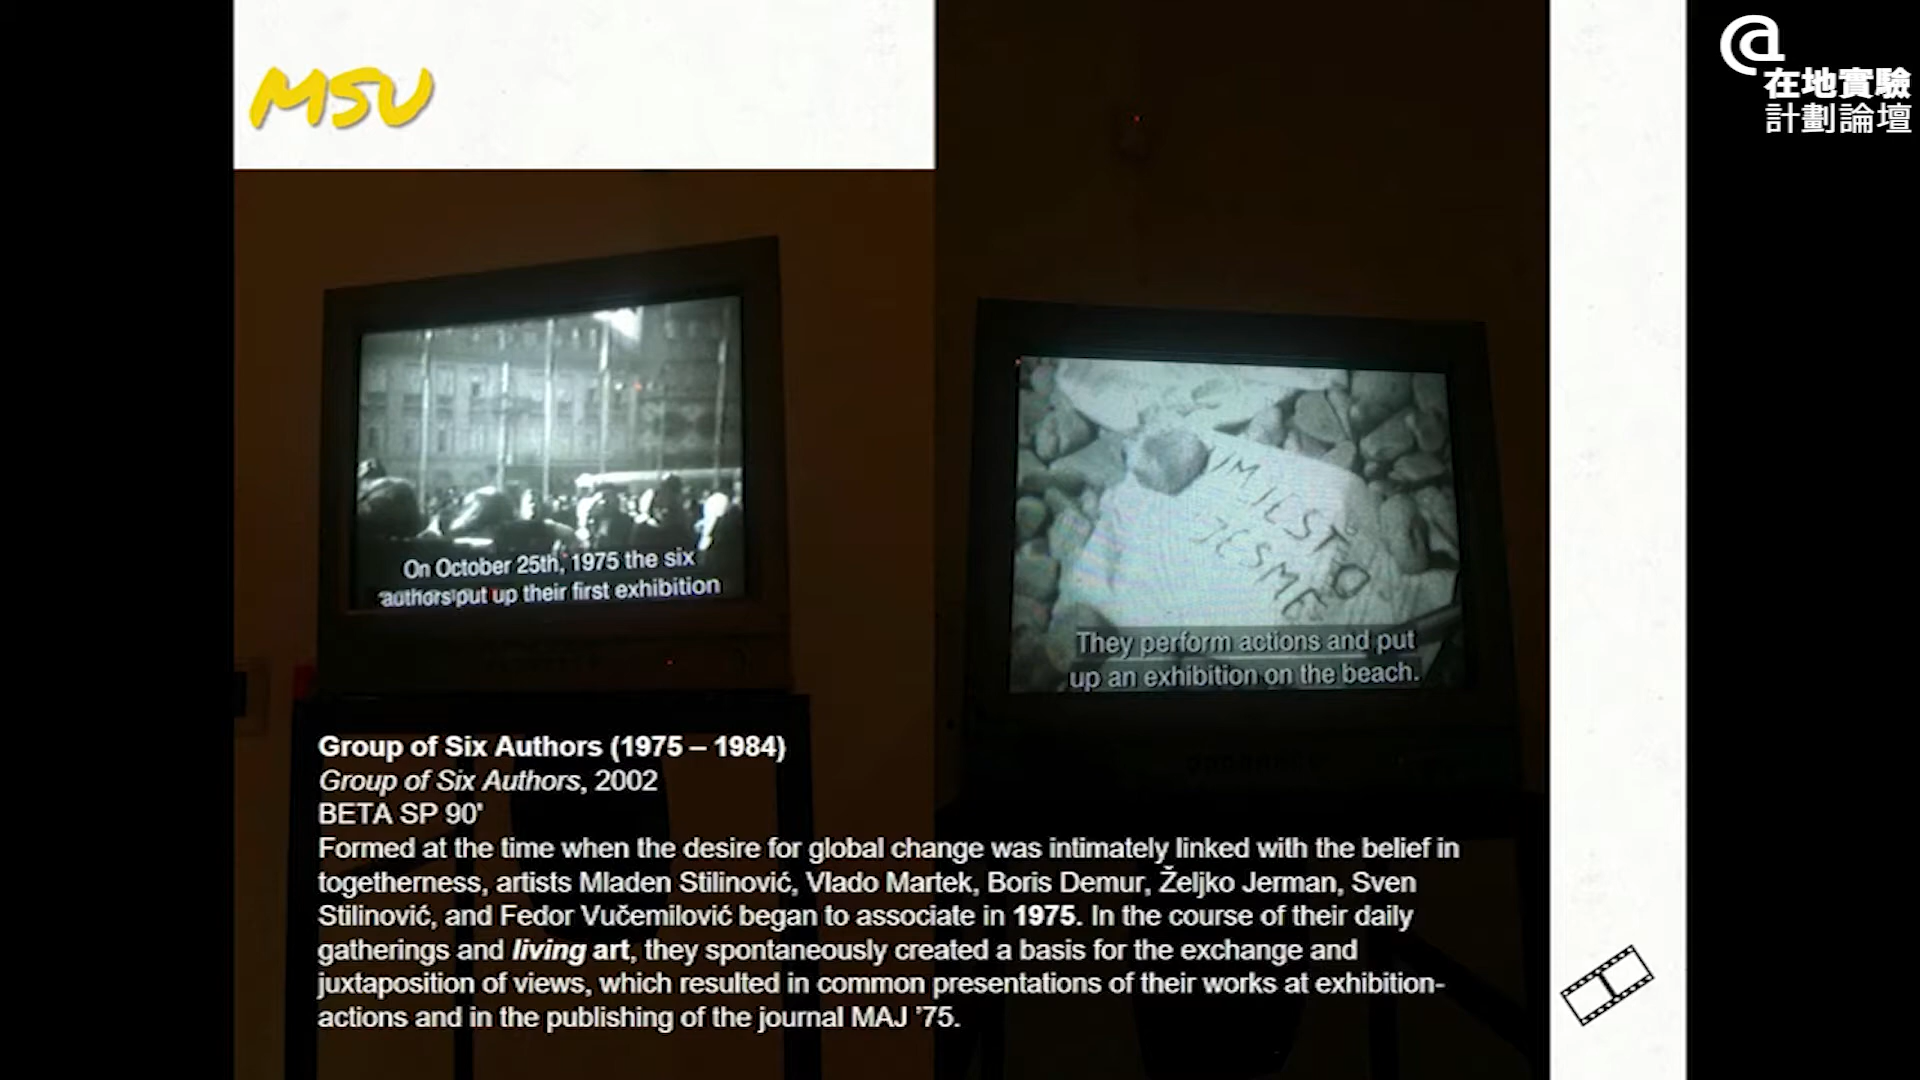 MSU
@
在地實驗
計劃論壇
On October 25th, 1975 the six
authors put up their first exhibition
IMJESTO
JESMO
They perform actions and put
up an exhibition on the beach.
Group of Six Authors (1975 – 1984)
Group of Six Authors, 2002
BETA SP 90'
Formed at the time when the desire for global change was intimately linked with the belief in
togetherness, artists Mladen Stilinović, Vlado Martek, Boris Demur, Željko Jerman, Sven
Stilinović, and Fedor Vučemilović began to associate in 1975. In the course of their daily
gatherings and living art, they spontaneously created a basis for the exchange and
juxtaposition of views, which resulted in common presentations of their works at exhibition-
actions and in the publishing of the journal MAJ ’75.